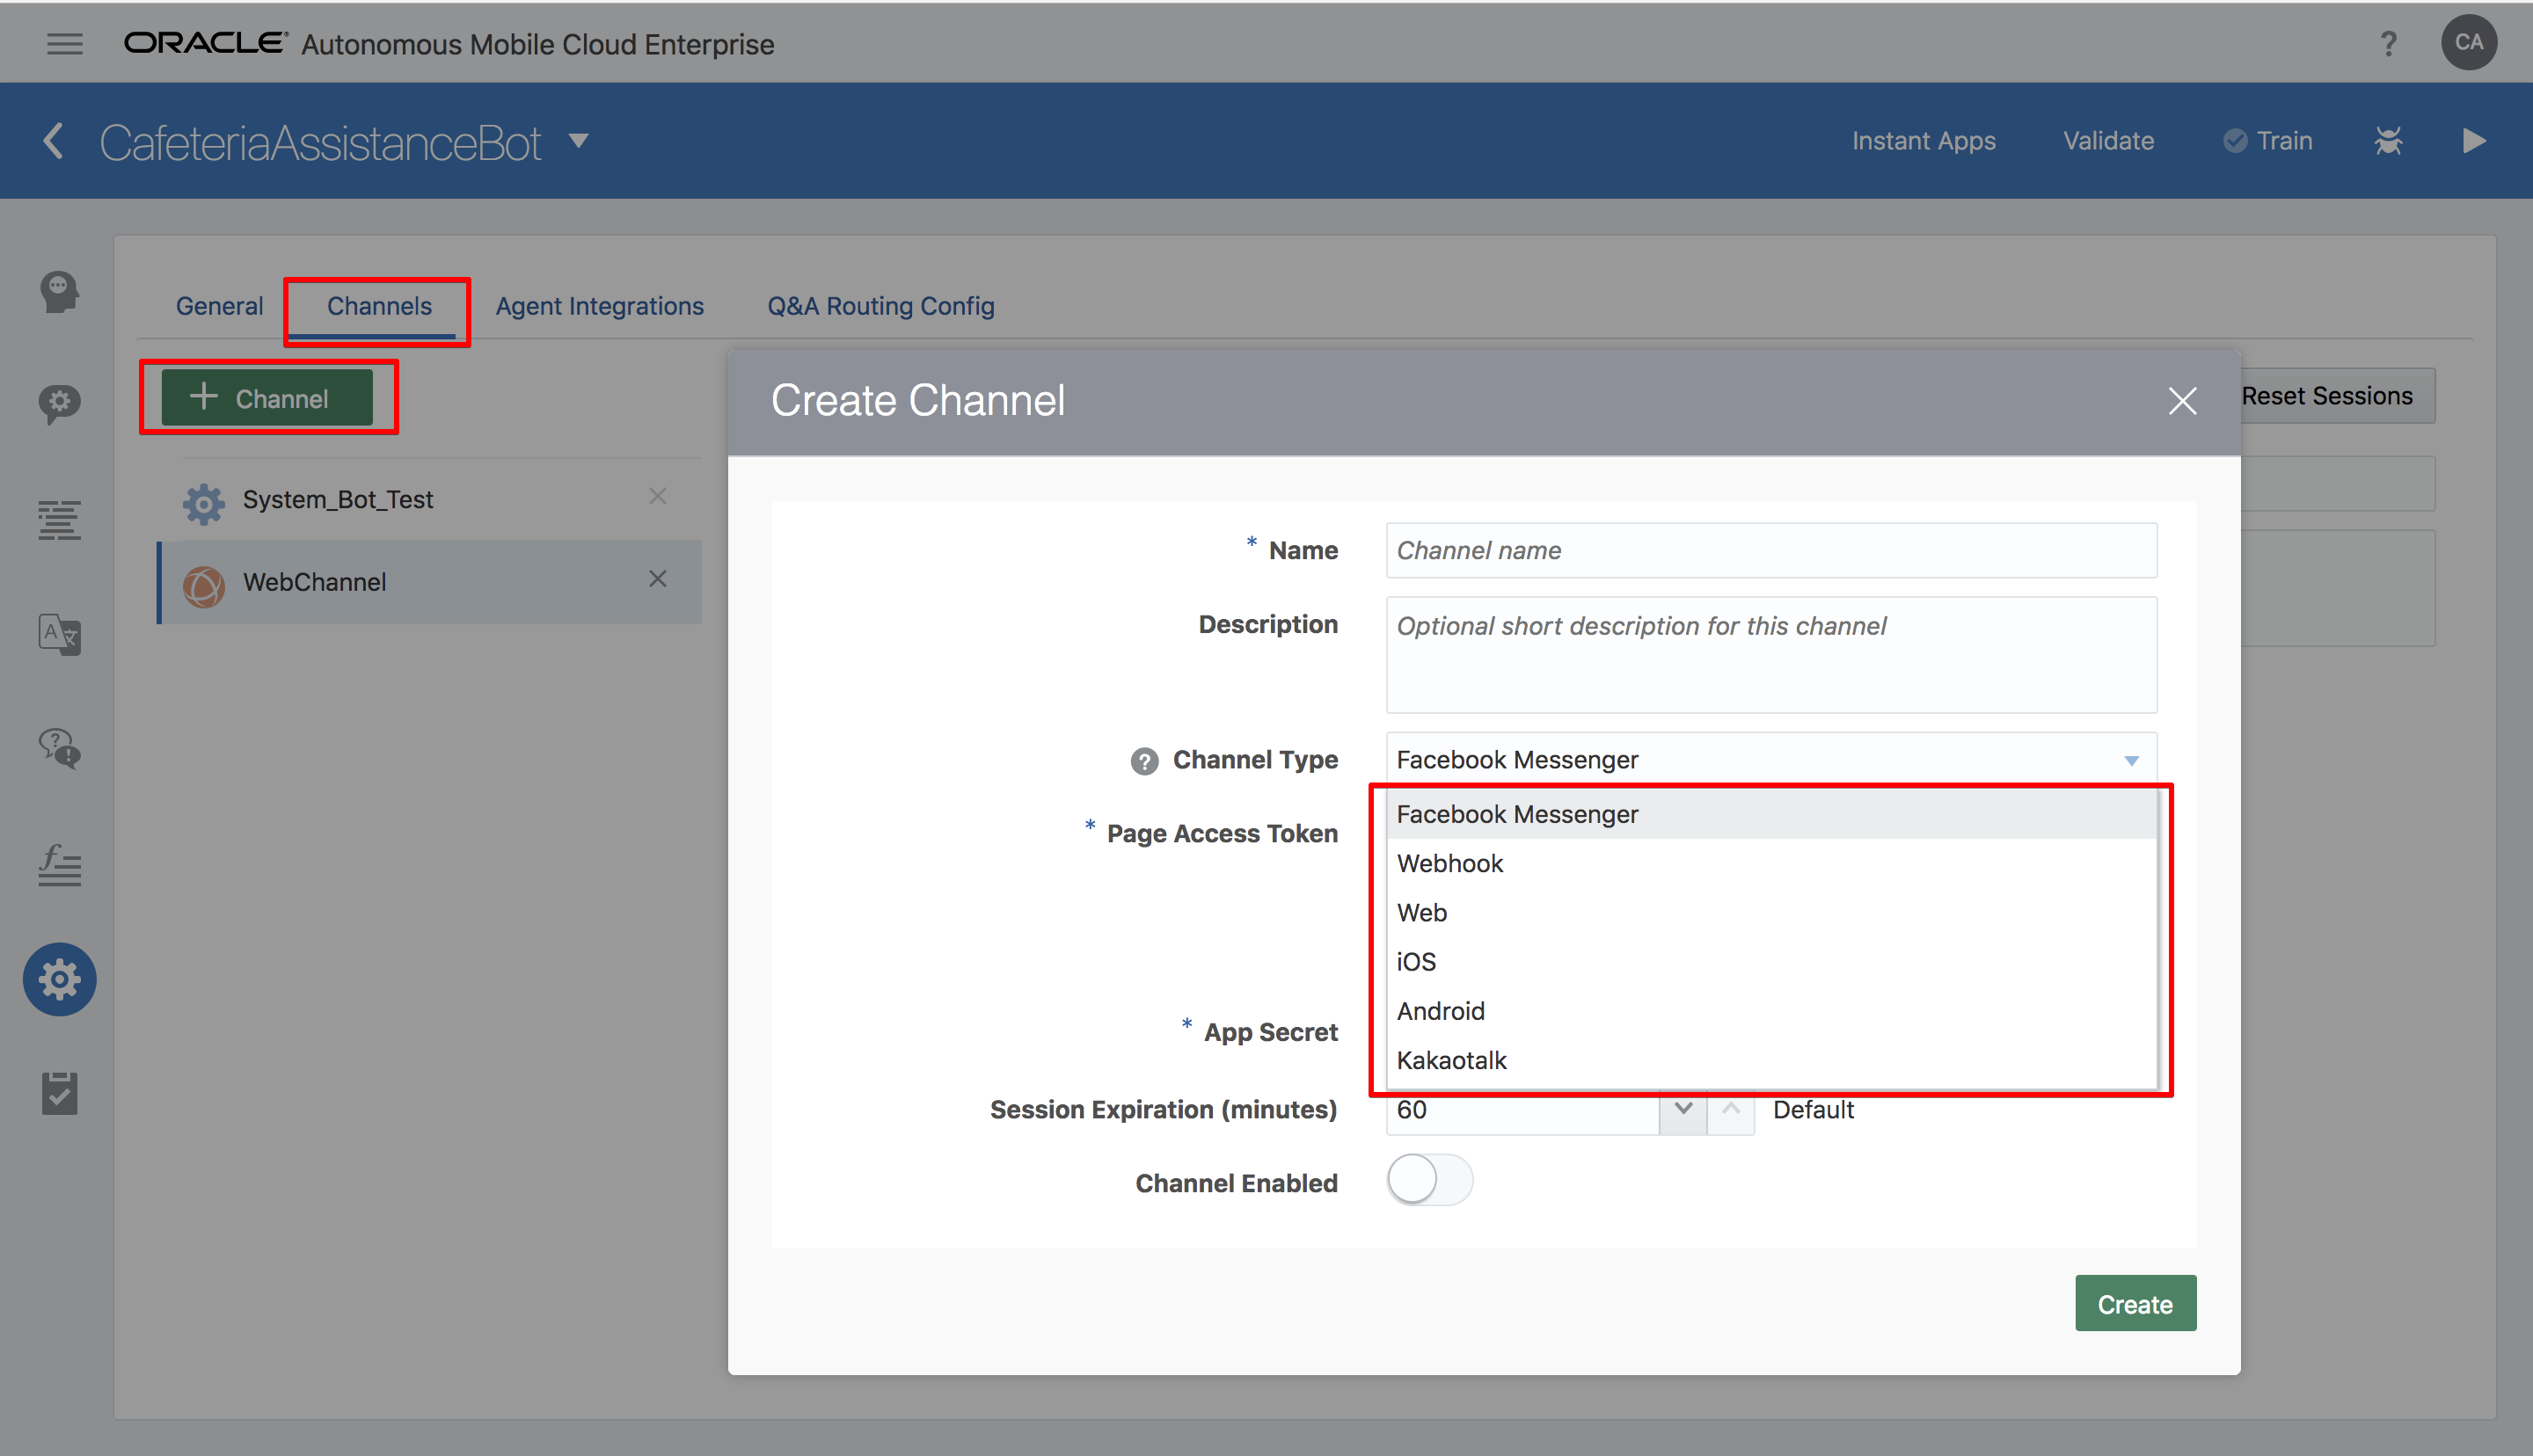 ORACLE® Autonomous Mobile Cloud Enterprise
? CA
CafeteriaAssistanceBot
Instant Apps Validate Train
General Channels Agent Integrations Q&A Routing Config
+ Channel
Reset Sessions
System_Bot_Test
WebChannel
Create Channel
* Name Channel name
Description Optional short description for this channel
? Channel Type Facebook Messenger
* Page Access Token
Facebook Messenger
Webhook
Web
iOS
Android
Kakaotalk
* App Secret
Session Expiration (minutes) 60 Default
Channel Enabled
Create